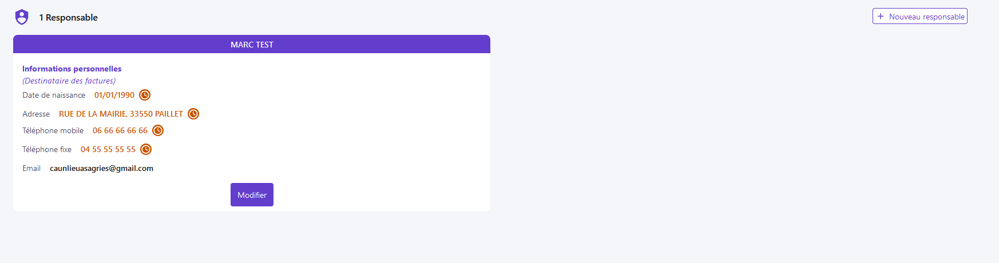 1 Responsable
+ Nouveau responsable
MARC TEST
Informations personnelles
(Destinataire des factures)
Date de naissance 01/01/1990
Adresse RUE DE LA MAIRIE, 33550 PAILLET
Téléphone mobile 06 66 66 66 66
Téléphone fixe 04 55 55 55 55
Email caunlieuasagries@gmail.com
Modifier